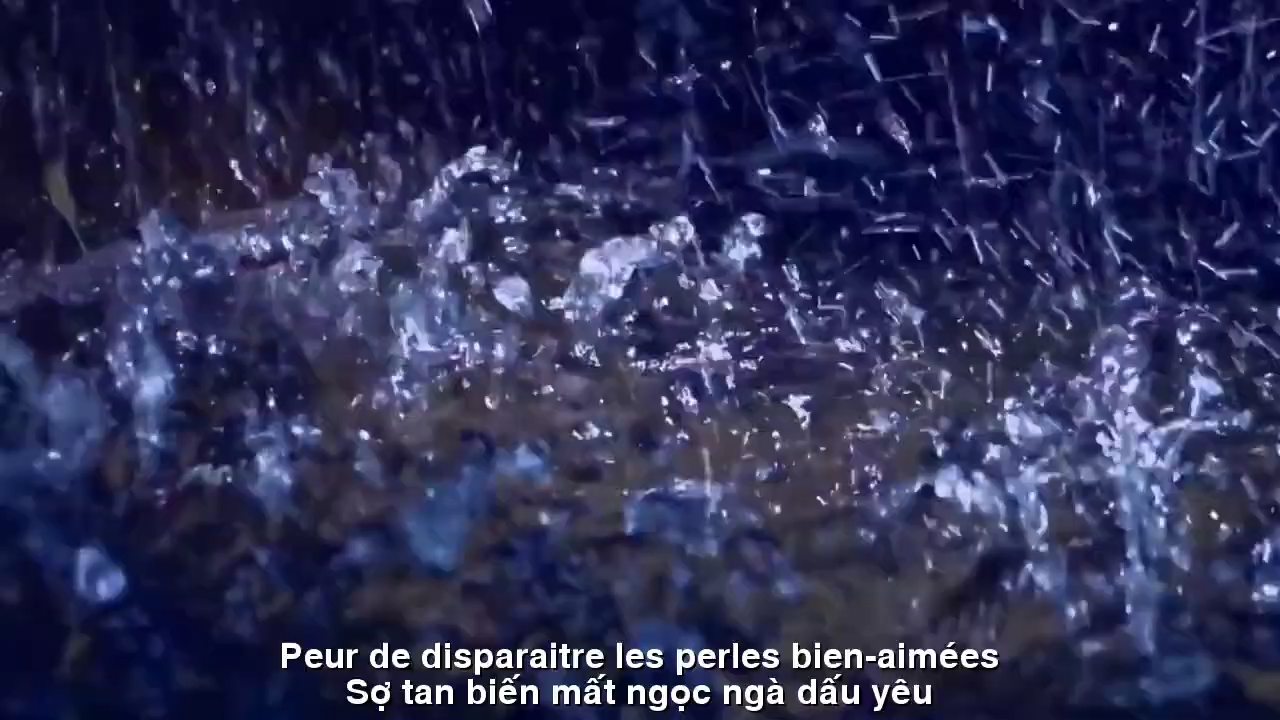 Peur de disparaitre les perles bien-aimées
Sợ tan biến mất ngọc ngà dấu yêu